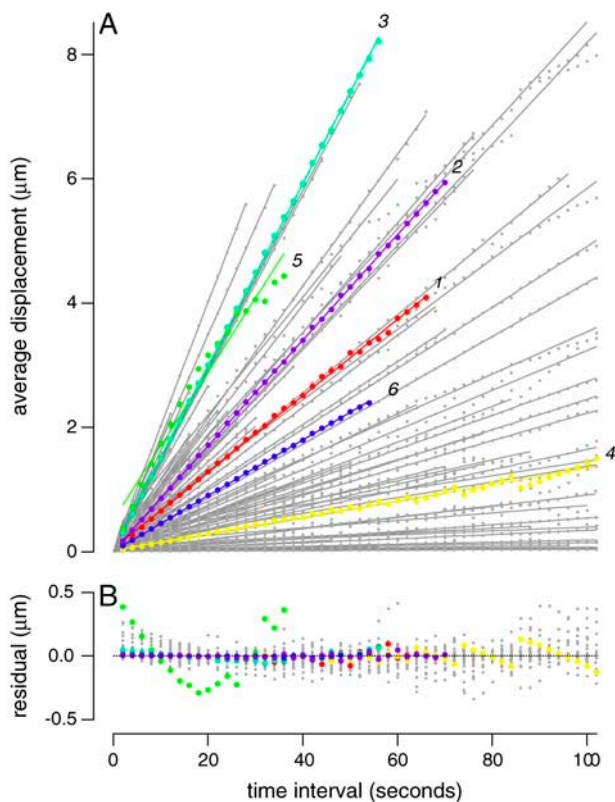 A
3
8
2
6
5
1
4
6
4
2
0
average displacement (μm)
B
0.5
0.0
-0.5
residual (μm)
0 20 40 60 80 100
time interval (seconds)